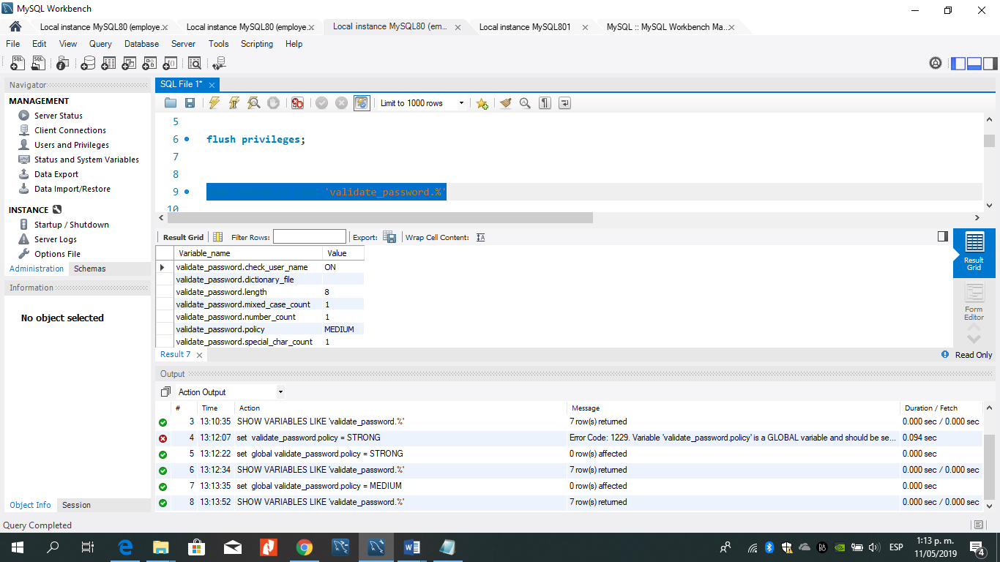 MySQL Workbench
Local instance MySQL80 (employe... Local instance MySQL80 (employe... Local instance MySQL80 (em... Local instance MySQL801 MySQL :: MySQL Workbench Ma...
File Edit View Query Database Server Tools Scripting Help
Navigator
MANAGEMENT
Server Status
Client Connections
Users and Privileges
Status and System Variables
Data Export
Data Import/Restore
INSTANCE
Startup / Shutdown
Server Logs
Options File
Administration Schemas
Information
No object selected
Object Info Session
SQL File 1*
Limit to 1000 rows
5
6 flush privileges;
7
8
9 'validate_password.%'
10
Result Grid Filter Rows: Export: Wrap Cell Content:
Variable_name Value
validate_password.check_user_name ON
validate_password.dictionary_file
validate_password.length 8
validate_password.mixed_case_count 1
validate_password.number_count 1
validate_password.policy MEDIUM
validate_password.special_char_count 1
Result Grid
Form Editor
Result 7 Read Only
Output
Action Output
# Time Action Message Duration / Fetch
3 13:10:35 SHOW VARIABLES LIKE 'validate_password.%' 7 row(s) returned 0.000 sec / 0.000 sec
4 13:12:07 set validate_password.policy = STRONG Error Code: 1229. Variable 'validate_password.policy' is a GLOBAL variable and should be se... 0.094 sec
5 13:12:22 set global validate_password.policy = STRONG 0 row(s) affected 0.000 sec
6 13:12:34 SHOW VARIABLES LIKE 'validate_password.%' 7 row(s) returned 0.000 sec / 0.000 sec
7 13:13:35 set global validate_password.policy = MEDIUM 0 row(s) affected 0.000 sec
8 13:13:52 SHOW VARIABLES LIKE 'validate_password.%' 7 row(s) returned 0.000 sec / 0.000 sec
Query Completed
ESP 1:13 p. m.
11/05/2019
4